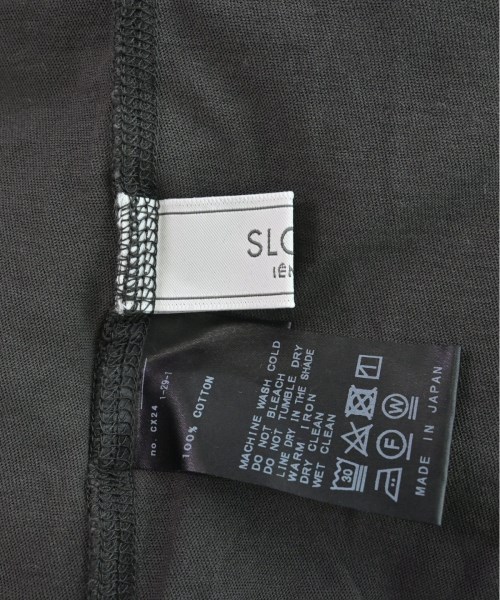 SLO
IÉN
no. CX24 1-29-1
100% COTTON
MACHINE WASH COLD
DO NOT BLEACH
DO NOT TUMBLE DRY
LINE DRY IN THE SHADE
WARM IRON
DRY CLEAN
WET CLEAN
30
F
W
MADE IN JAPAN